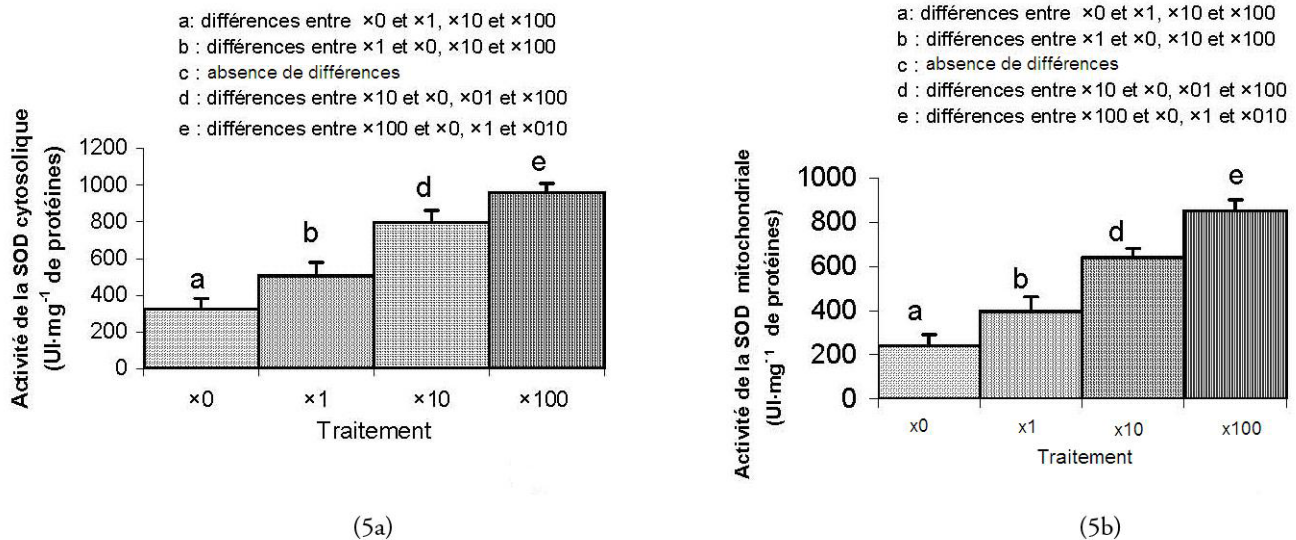 a: différences entre ×0 et ×1, ×10 et ×100
b : différences entre ×1 et ×0, ×10 et ×100
c : absence de différences
d : différences entre ×10 et ×0, ×01 et ×100
e : différences entre ×100 et ×0, ×1 et ×010
Activité de la SOD cytosolique
(UI·mg⁻¹ de protéines)
1200
1000
800
600
400
200
0
a
b
d
e
×0 ×1 ×10 ×100
Traitement
(5a)
a: différences entre ×0 et ×1, ×10 et ×100
b : différences entre ×1 et ×0, ×10 et ×100
c : absence de différences
d : différences entre ×10 et ×0, ×01 et ×100
e : différences entre ×100 et ×0, ×1 et ×010
Activité de la SOD mitochondriale
(UI·mg⁻¹ de protéines)
1000
800
600
400
200
0
a
b
d
e
x0 x1 x10 x100
Traitement
(5b)